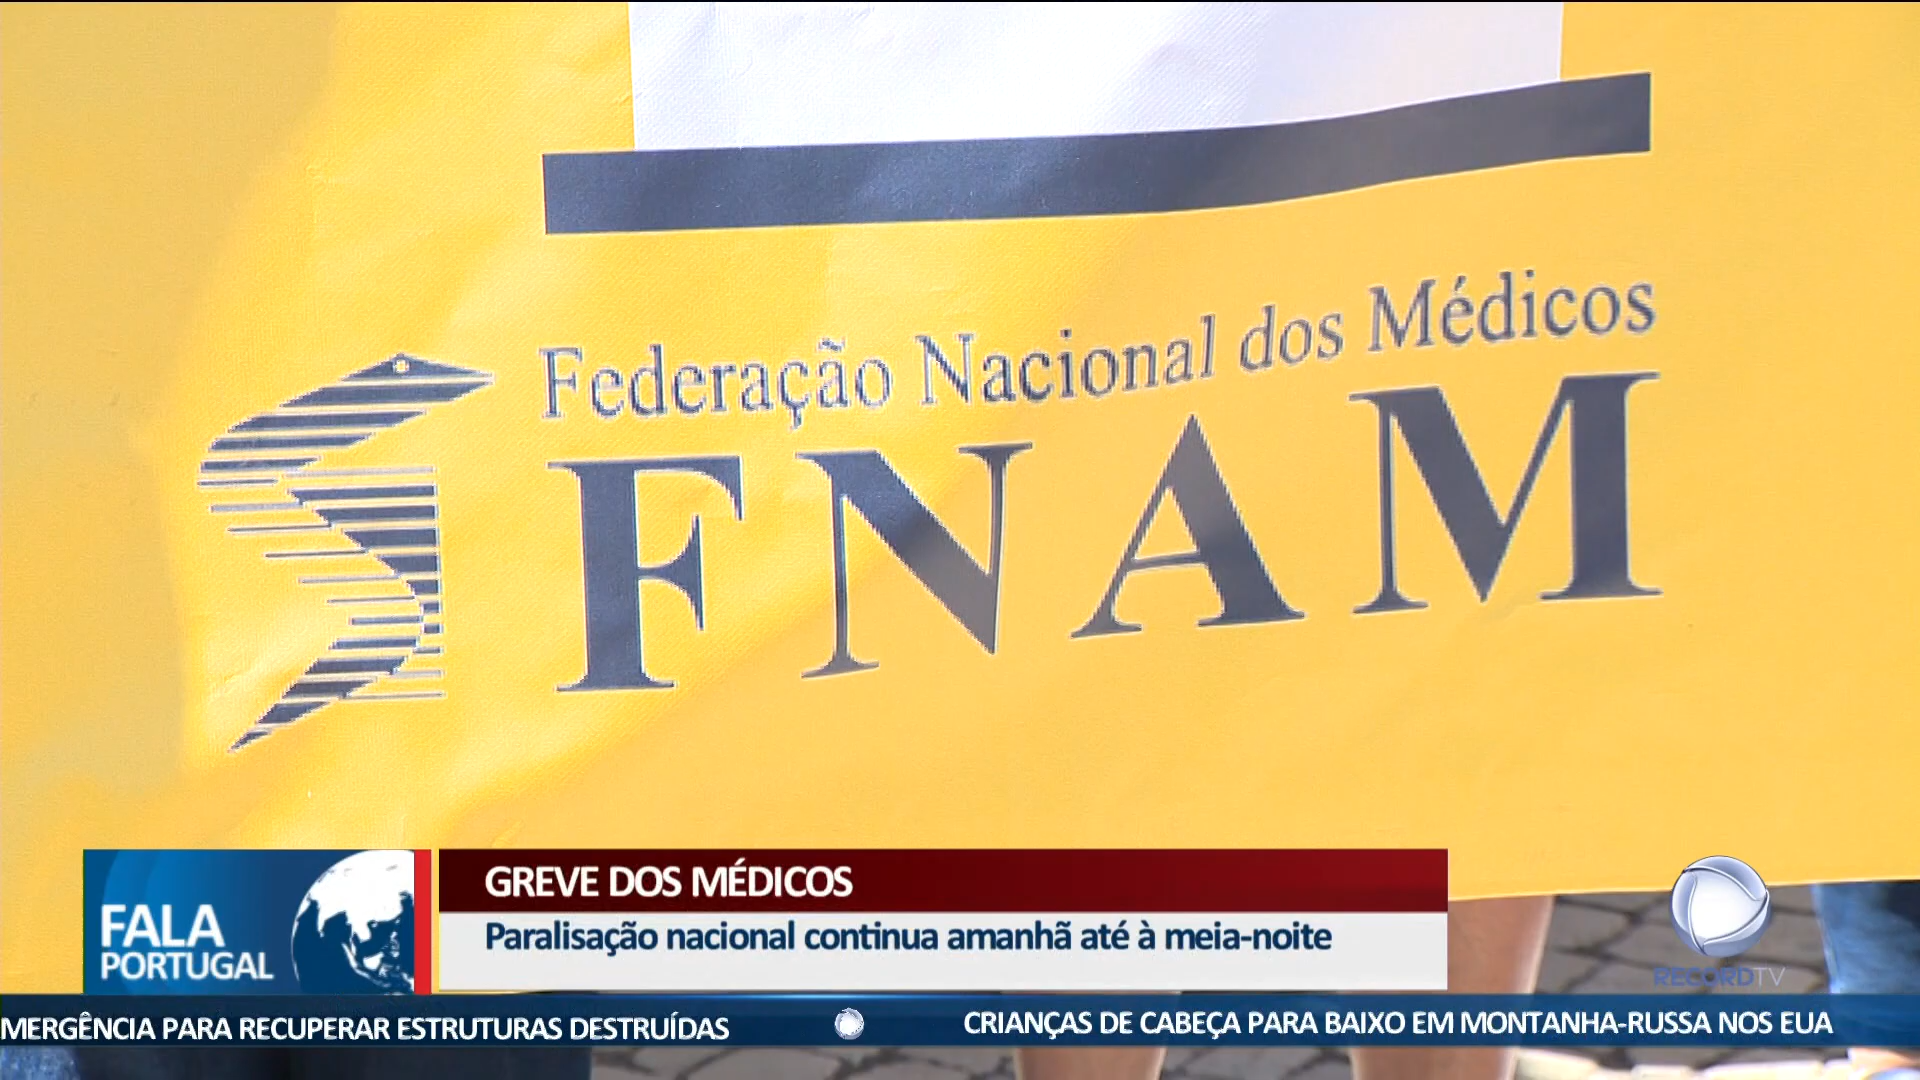 Federação Nacional dos Médicos
FNAM
GREVE DOS MÉDICOS
Paralisação nacional continua amanhã até à meia-noite
FALA
PORTUGAL
RECORDTV
MERGÊNCIA PARA RECUPERAR ESTRUTURAS DESTRUÍDAS
CRIANÇAS DE CABEÇA PARA BAIXO EM MONTANHA-RUSSA NOS EUA